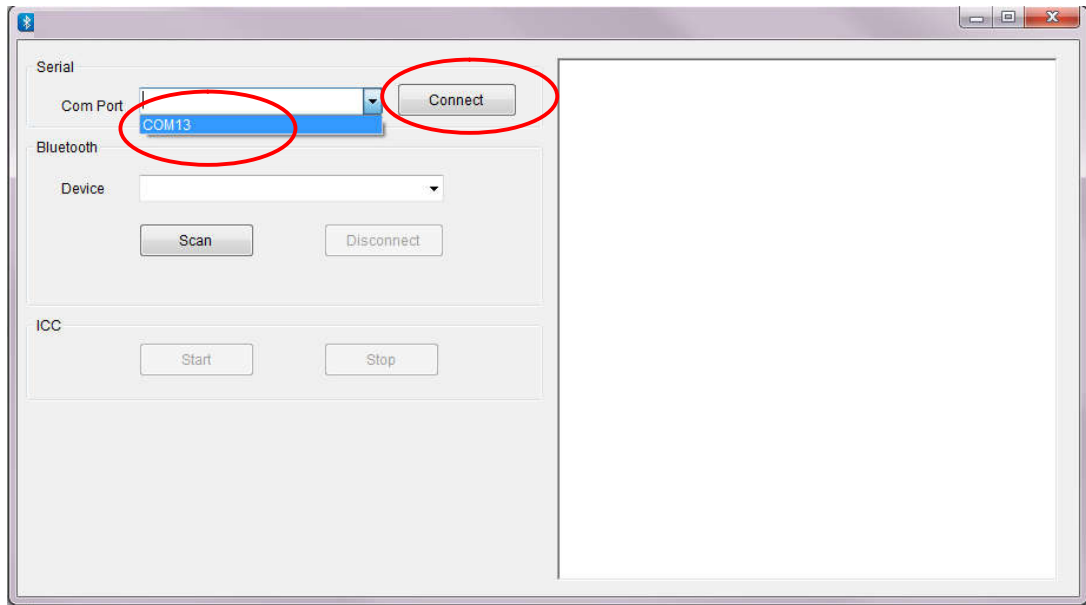 Serial
Com Port
Connect
COM13
Bluetooth
Device
Scan
Disconnect
ICC
Start
Stop